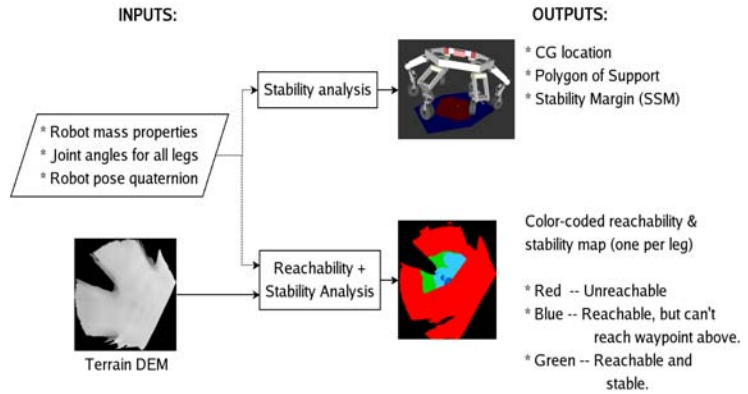 INPUTS:
OUTPUTS:
* Robot mass properties
* Joint angles for all legs
* Robot pose quaternion
Stability analysis
* CG location
* Polygon of Support
* Stability Margin (SSM)
Terrain DEM
Reachability +
Stability Analysis
Color-coded reachability &
stability map (one per leg)
* Red -- Unreachable
* Blue -- Reachable, but can't
reach waypoint above.
* Green -- Reachable and
stable.